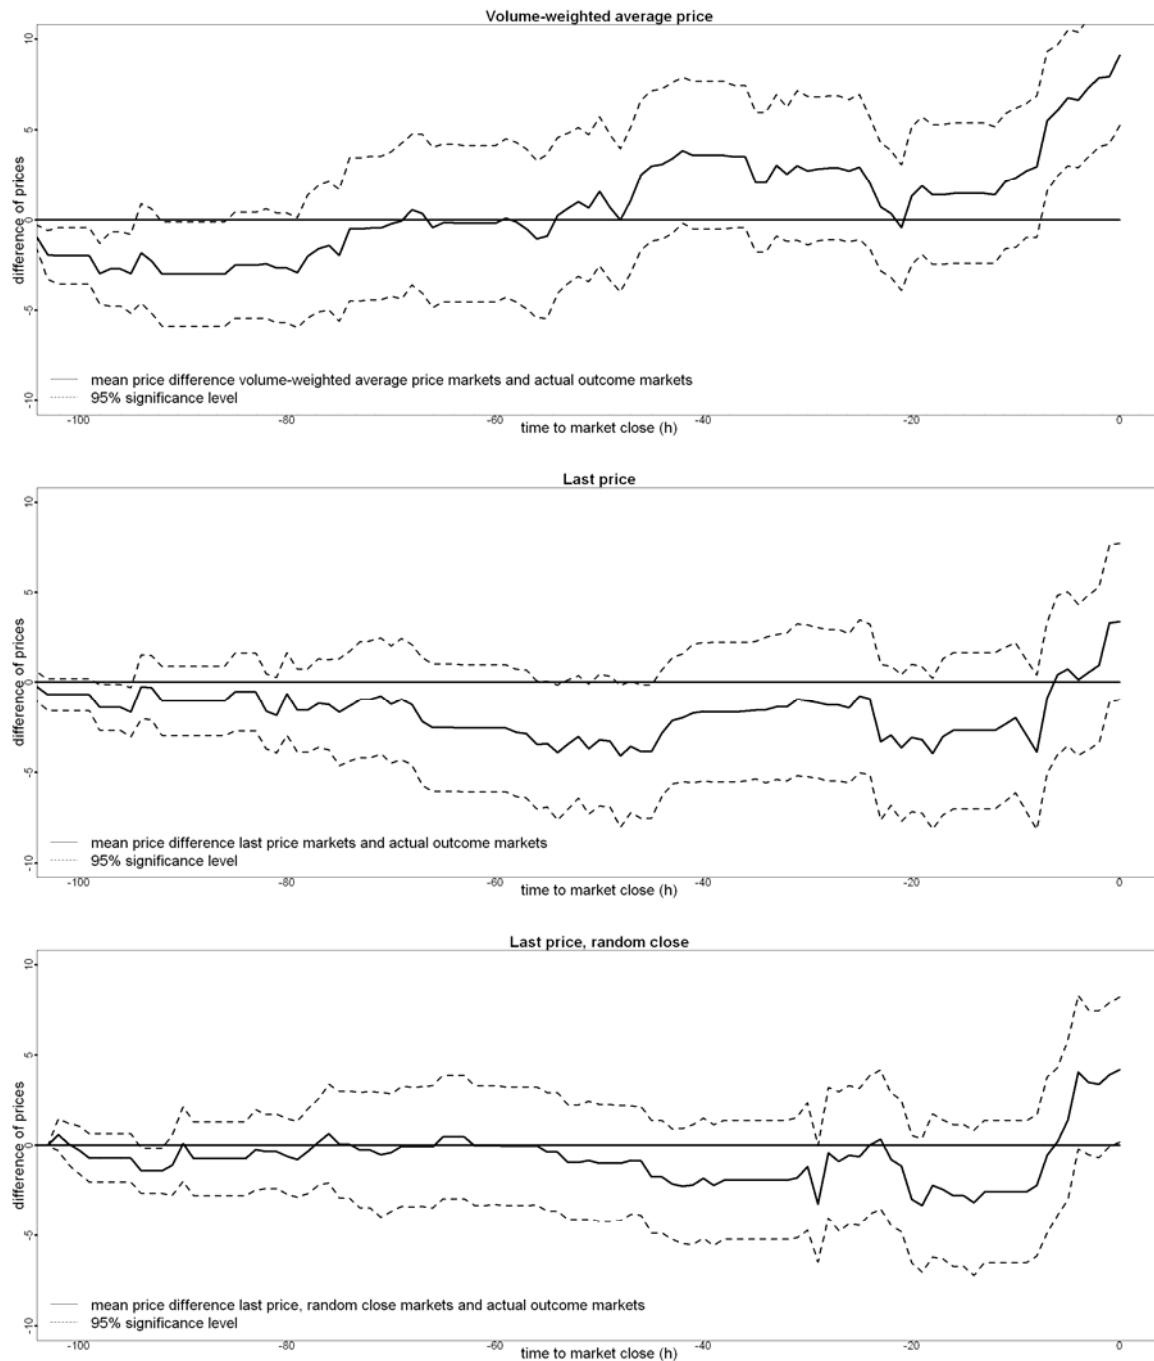 Volume-weighted average price
10
5
0
-5
-10
difference of prices
mean price difference volume-weighted average price markets and actual outcome markets
95% significance level
-100 -80 -60 -40 -20 0
time to market close (h)
Last price
10
5
0
-5
-10
difference of prices
mean price difference last price markets and actual outcome markets
95% significance level
-100 -80 -60 -40 -20 0
time to market close (h)
Last price, random close
10
5
0
-5
-10
difference of prices
mean price difference last price, random close markets and actual outcome markets
95% significance level
-100 -80 -60 -40 -20 0
time to market close (h)